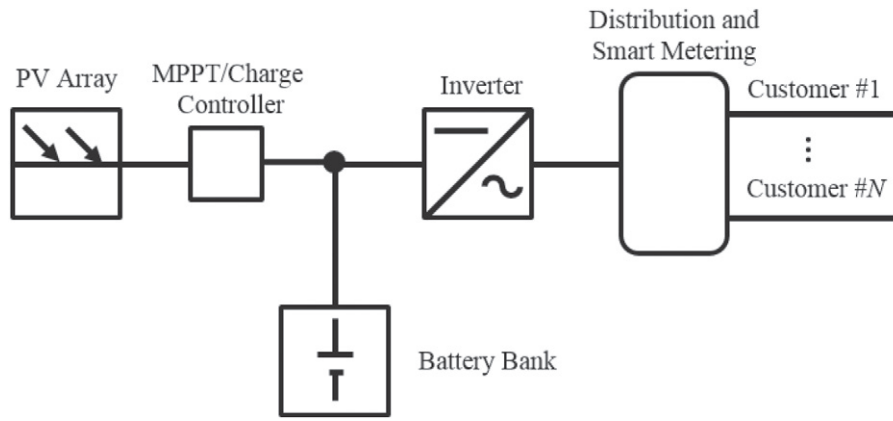 Distribution and
Smart Metering
PV Array
MPPT/Charge
Controller
Inverter
Customer #1
Customer #N
Battery Bank